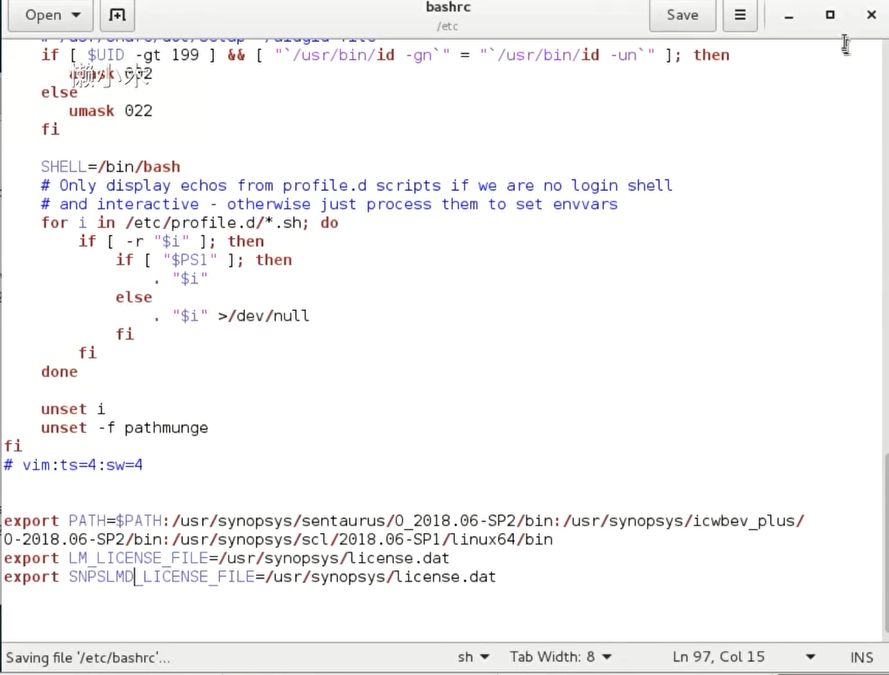 Open
bashrc
/etc
Save
if [ $UID -gt 199 ] && [ "`/usr/bin/id -gn`" = "`/usr/bin/id -un`" ]; then
umask 002
懒小木
else
umask 022
fi
SHELL=/bin/bash
# Only display echos from profile.d scripts if we are no login shell
# and interactive - otherwise just process them to set envvars
for i in /etc/profile.d/*.sh; do
if [ -r "$i" ]; then
if [ "$PS1" ]; then
. "$i"
else
. "$i" >/dev/null
fi
fi
done
unset i
unset -f pathmunge
fi
# vim:ts=4:sw=4
export PATH=$PATH:/usr/synopsys/sentaurus/O_2018.06-SP2/bin:/usr/synopsys/icwbev_plus/
O-2018.06-SP2/bin:/usr/synopsys/scl/2018.06-SP1/linux64/bin
export LM_LICENSE_FILE=/usr/synopsys/license.dat
export SNPSLMD_LICENSE_FILE=/usr/synopsys/license.dat
Saving file '/etc/bashrc'...
sh
Tab Width: 8
Ln 97, Col 15
INS